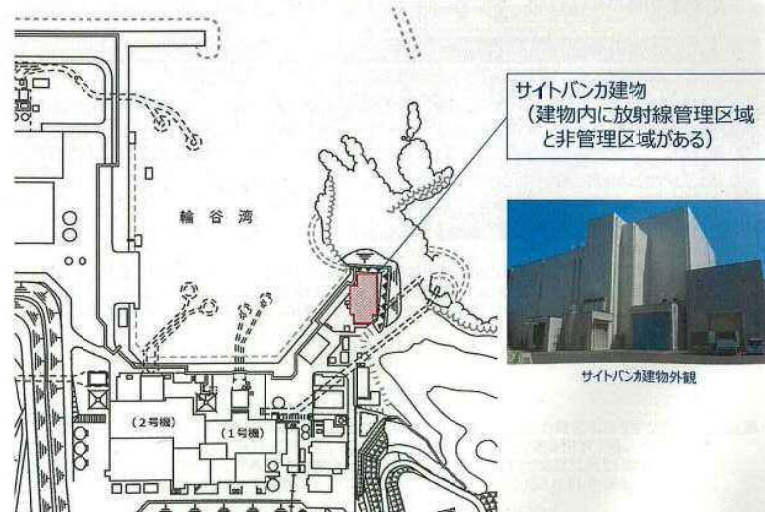 サイトバンカ建物
（建物内に放射線管理区域
と非管理区域がある）
輪谷湾
サイトバンカ建物外観
（2号機）
（1号機）